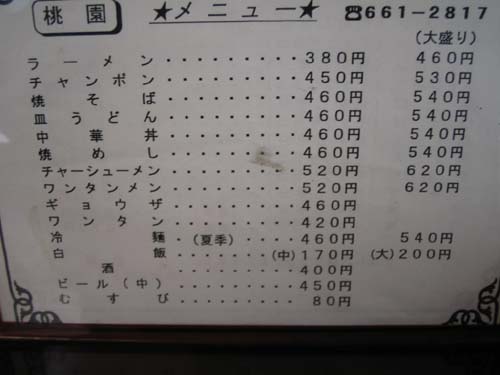 桃園 ★メニュー★ ☎661-2817
(大盛り)
ラーメン・・・・・・・・・380円 460円
チャンポン・・・・・・・・450円 530円
焼そば・・・・・・・・・460円 540円
皿うどん・・・・・・・・・460円 540円
中華丼・・・・・・・・・460円 540円
焼めし・・・・・・・・・460円 540円
チャーシューメン・・・・・・・・520円 620円
ワンタンメン・・・・・・・・・520円 620円
ギョウザ・・・・・・・・・460円
ワンタン・・・・・・・・・420円
冷麺・(夏季)・・・・・460円 540円
白飯・・・・・・・(中)170円 (大)200円
酒・・・・・・・・・400円
ビール(中)・・・・・・・・・450円
むすび・・・・・・・・・80円